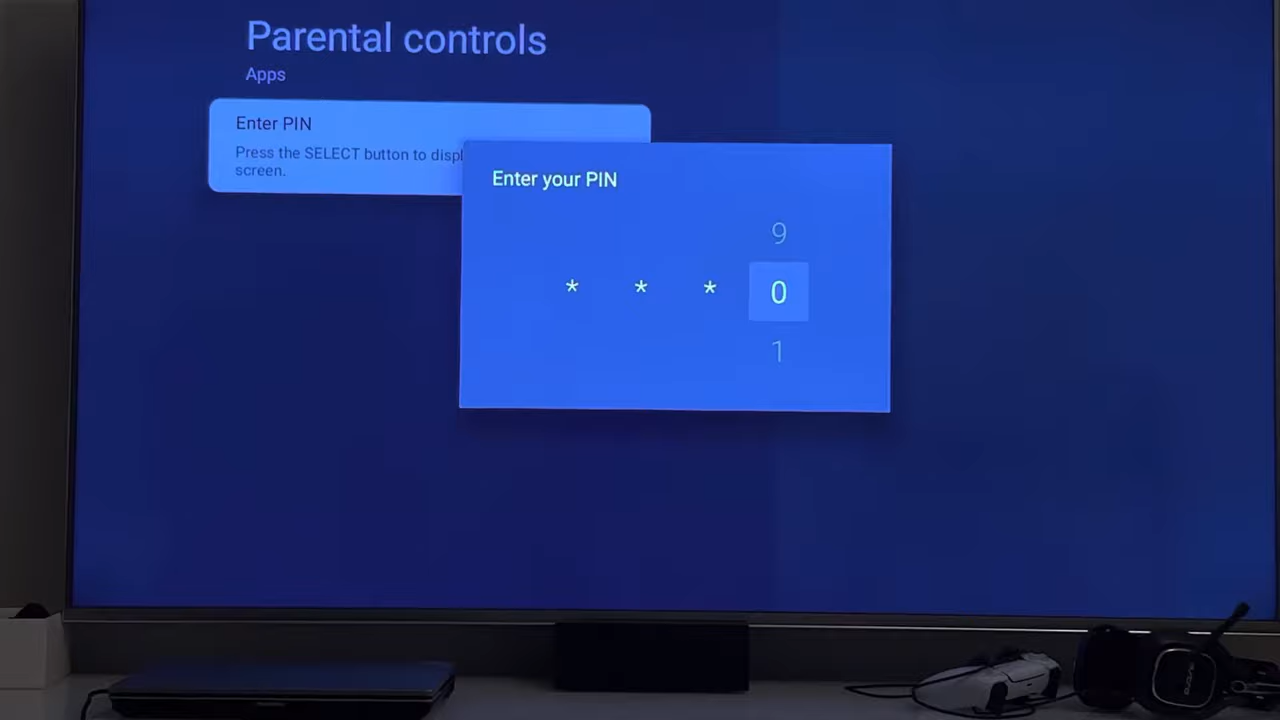 Parental controls
Apps
Enter PIN
Press the SELECT button to displ
screen.
Enter your PIN
9
* * * 0
1